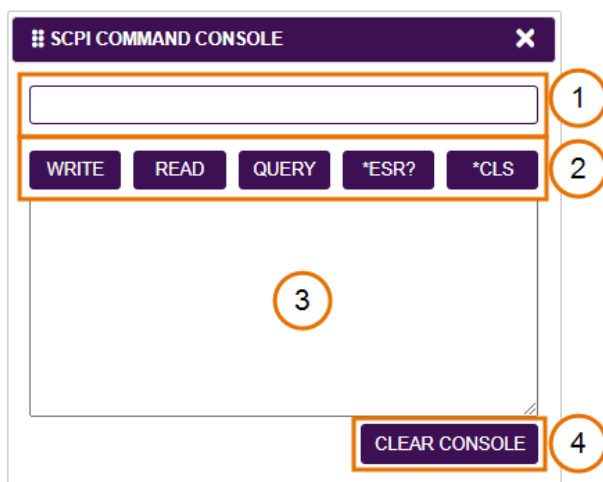 SCPI COMMAND CONSOLE
1
WRITE READ QUERY *ESR? *CLS
2
3
CLEAR CONSOLE
4